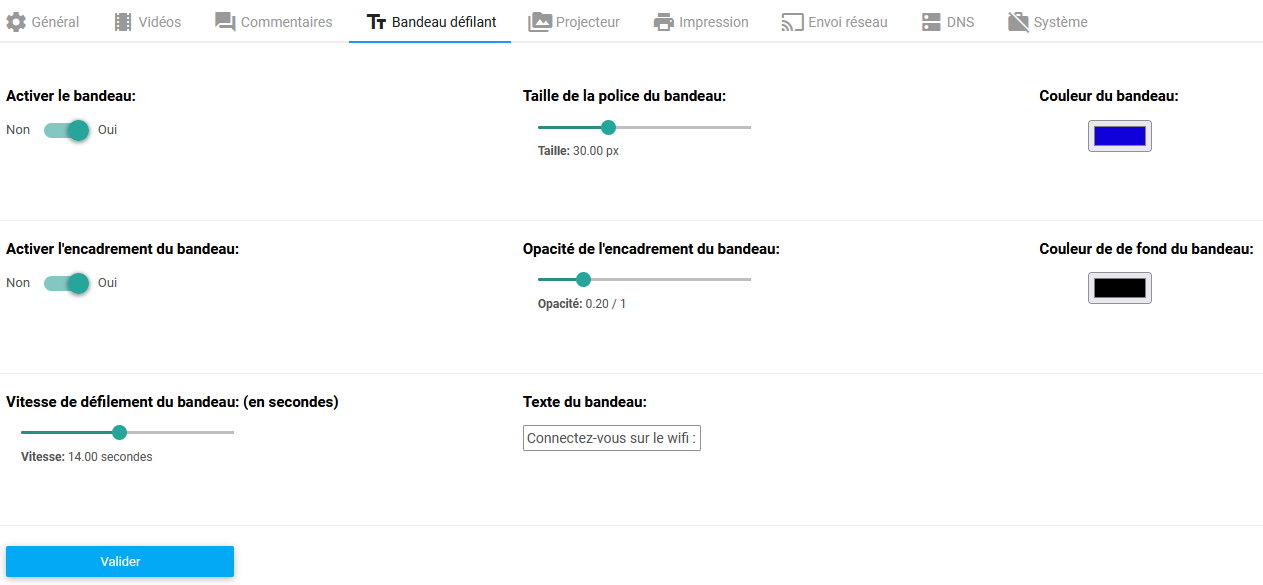 Général Vidéos Commentaires Bandeau défilant Projecteur Impression Envoi réseau DNS Système
Activer le bandeau: Taille de la police du bandeau: Couleur du bandeau:
Non Oui
Taille: 30.00 px
Activer l'encadrement du bandeau: Opacité de l'encadrement du bandeau: Couleur de de fond du bandeau:
Non Oui
Opacité: 0.20 / 1
Vitesse de défilement du bandeau: (en secondes) Texte du bandeau:
Connectez-vous sur le wifi :
Vitesse: 14.00 secondes
Valider